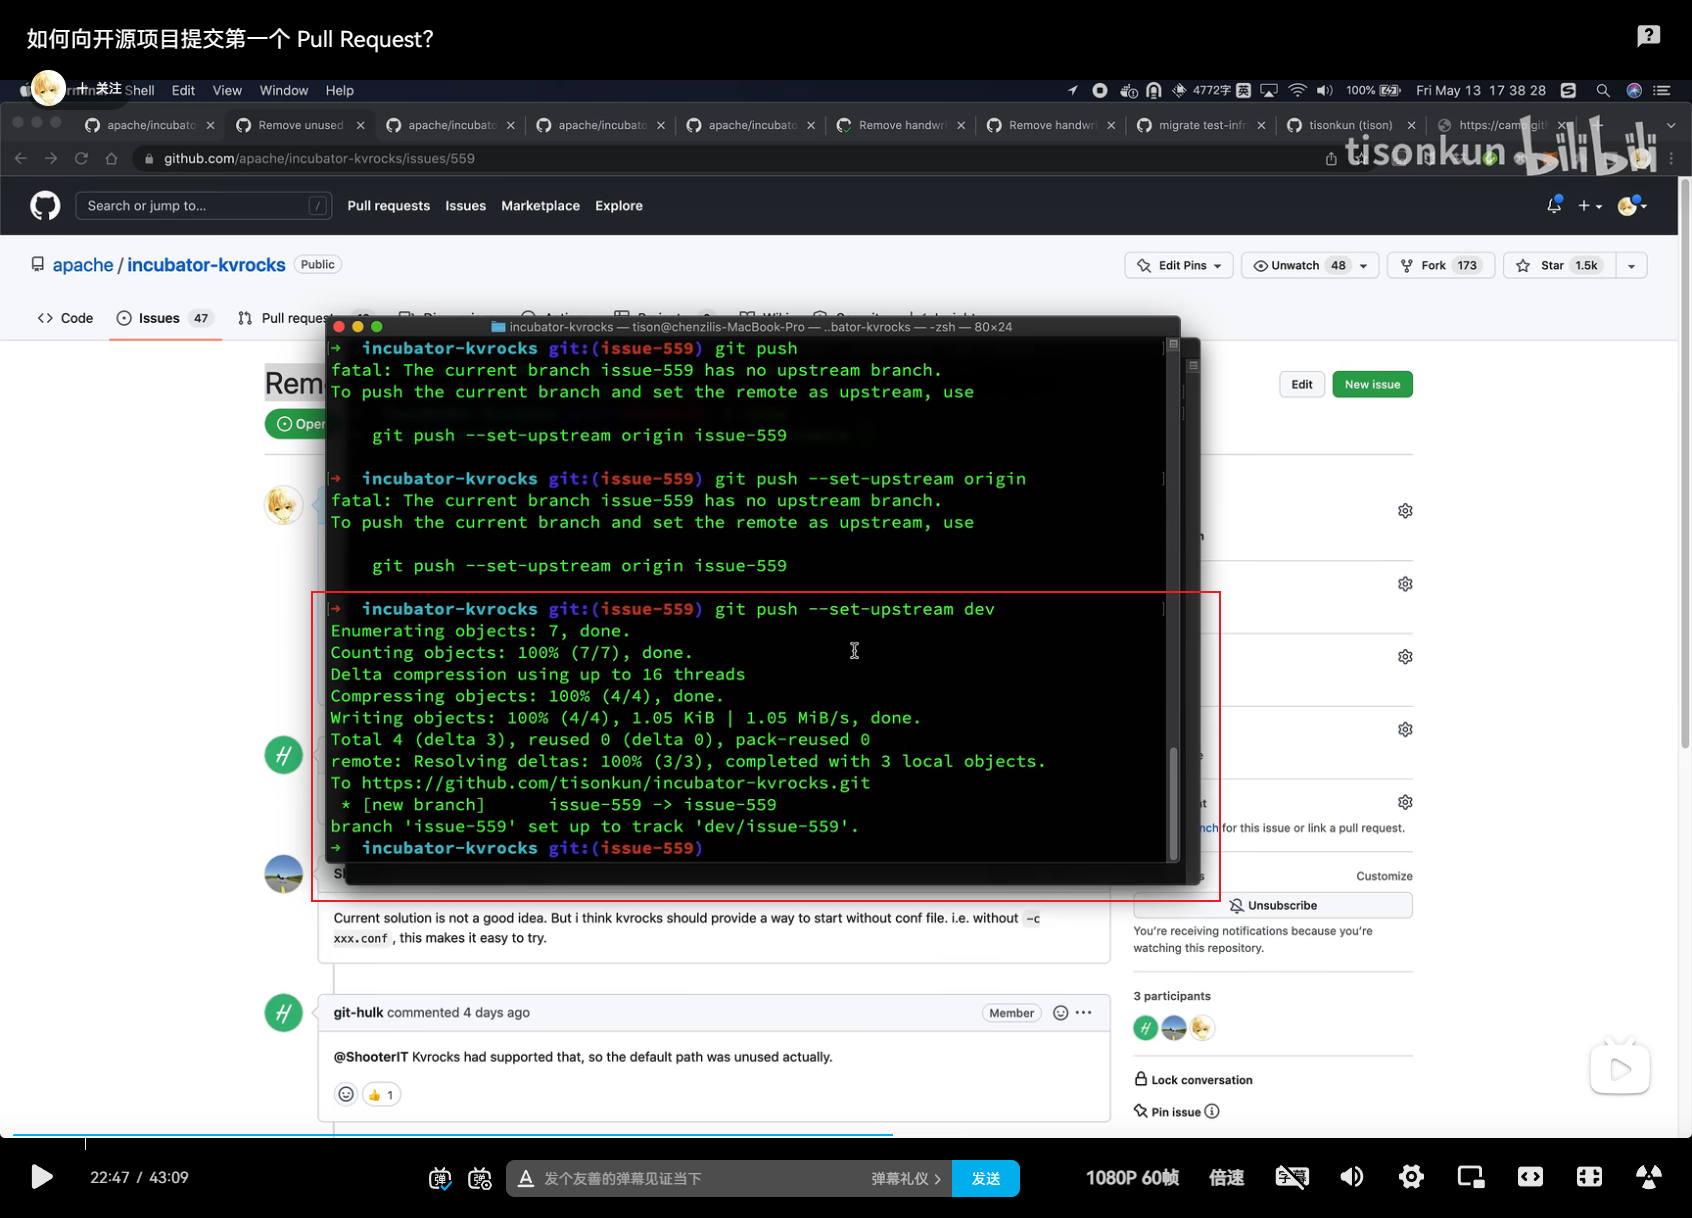 如何向开源项目提交第一个 Pull Request?
+ 关注
Shell Edit View Window Help
4772字 英 100% Fri May 13 17 38 28
apache/incubato
Remove unused
apache/incubato
apache/incubato
apache/incubato
Remove handwri
Remove handwri
migrate test-infr
tisonkun (tison)
github.com/apache/incubator-kvrocks/issues/559
tisonkun bilibili
Search or jump to... /
Pull requests Issues Marketplace Explore
apache / incubator-kvrocks Public
Edit Pins
Unwatch 48
Fork 173
Star 1.5k
Code
Issues 47
Pull reques
incubator-kvrocks — tison@chenzilis-MacBook-Pro — ..bator-kvrocks — -zsh — 80×24
Rem
Edit
New issue
Open
➜ incubator-kvrocks git:(issue-559) git push
fatal: The current branch issue-559 has no upstream branch.
To push the current branch and set the remote as upstream, use
git push --set-upstream origin issue-559
➜ incubator-kvrocks git:(issue-559) git push --set-upstream origin
fatal: The current branch issue-559 has no upstream branch.
To push the current branch and set the remote as upstream, use
git push --set-upstream origin issue-559
➜ incubator-kvrocks git:(issue-559) git push --set-upstream dev
Enumerating objects: 7, done.
Counting objects: 100% (7/7), done.
Delta compression using up to 16 threads
Compressing objects: 100% (4/4), done.
Writing objects: 100% (4/4), 1.05 KiB | 1.05 MiB/s, done.
Total 4 (delta 3), reused 0 (delta 0), pack-reused 0
remote: Resolving deltas: 100% (3/3), completed with 3 local objects.
To https://github.com/tisonkun/incubator-kvrocks.git
* [new branch] issue-559 -> issue-559
branch 'issue-559' set up to track 'dev/issue-559'.
➜ incubator-kvrocks git:(issue-559)
for this issue or link a pull request.
Customize
Unsubscribe
You're receiving notifications because you're
watching this repository.
Current solution is not a good idea. But i think kvrocks should provide a way to start without conf file. i.e. without -c
xxx.conf , this makes it easy to try.
git-hulk commented 4 days ago
Member
@ShooterIT Kvrocks had supported that, so the default path was unused actually.
👍 1
3 participants
Lock conversation
Pin issue
22:47 / 43:09
发个友善的弹幕见证当下
弹幕礼仪 >
发送
1080P 60帧
倍速